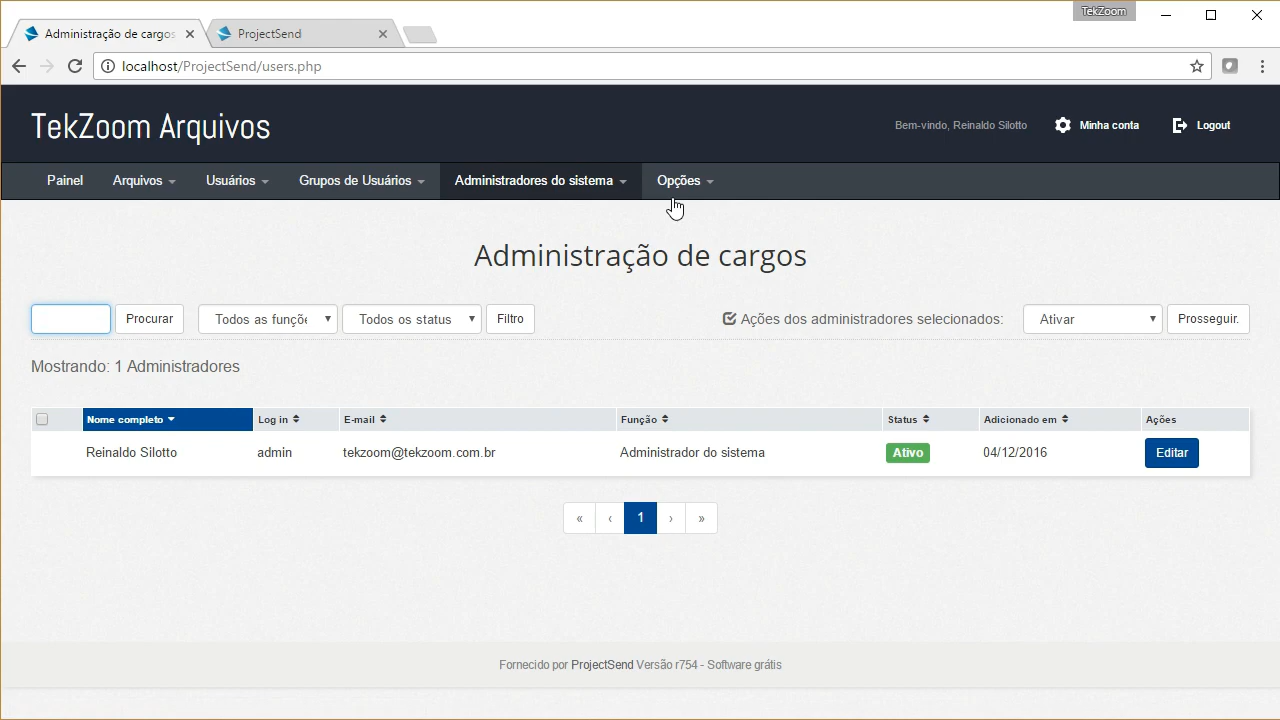 TekZoom
Administração de cargos
ProjectSend
localhost/ProjectSend/users.php
TekZoom Arquivos
Bem-vindo, Reinaldo Silotto
Minha conta
Logout
Painel
Arquivos
Usuários
Grupos de Usuários
Administradores do sistema
Opções
Administração de cargos
Procurar
Todos as funçõe
Todos os status
Filtro
Ações dos administradores selecionados:
Ativar
Prosseguir.
Mostrando: 1 Administradores
Nome completo
Log in
E-mail
Função
Status
Adicionado em
Ações
Reinaldo Silotto
admin
tekzoom@tekzoom.com.br
Administrador do sistema
Ativo
04/12/2016
Editar
« ‹ 1 › »
Fornecido por ProjectSend Versão r754 - Software grátis